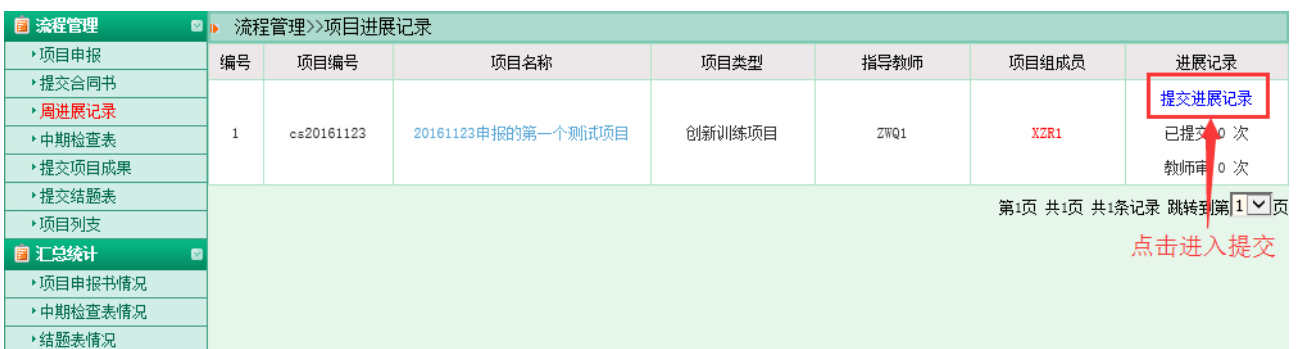 流程管理
项目申报
提交合同书
周进展记录
中期检查表
提交项目成果
提交结题表
项目列支
汇总统计
项目申报书情况
中期检查表情况
结题表情况
流程管理>>项目进展记录
编号 项目编号 项目名称 项目类型 指导教师 项目组成员 进展记录
提交进展记录
1 cs20161123 20161123申报的第一个测试项目 创新训练项目 ZWQ1 XZR1 已提交 0 次
教师审 0 次
第1页 共1页 共1条记录 跳转到第 1 页
点击进入提交